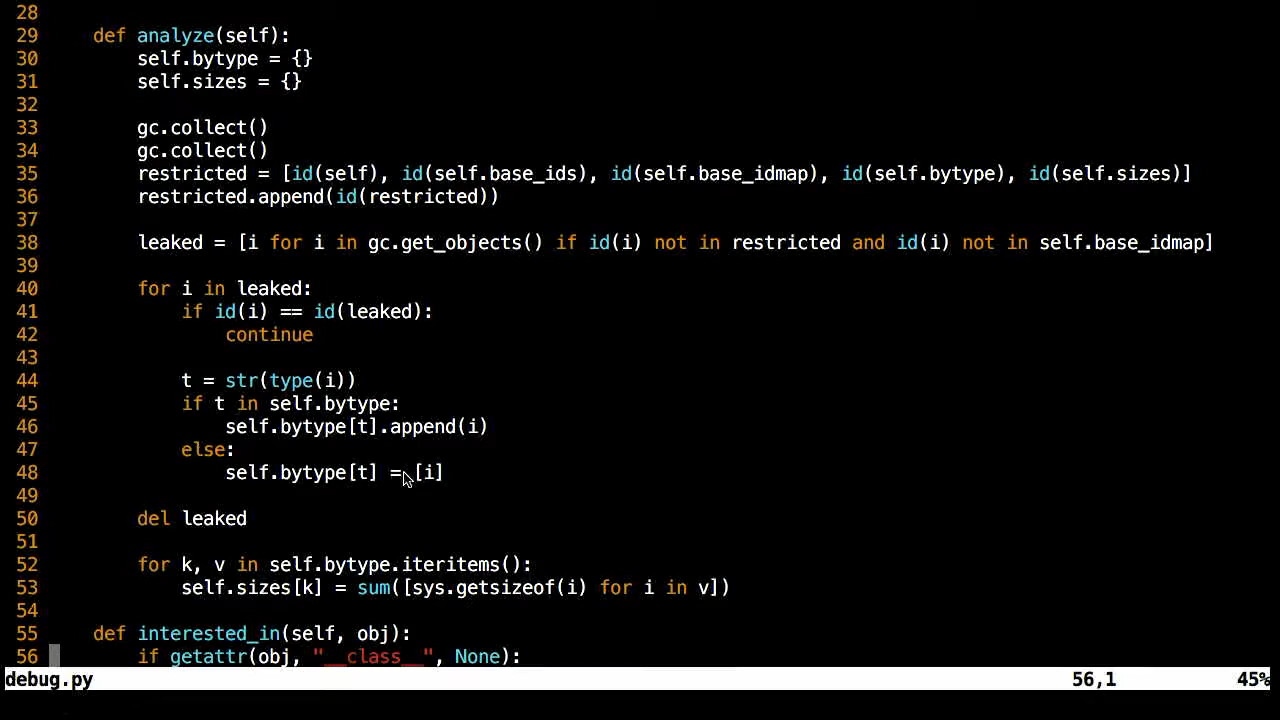 28
29     def analyze(self):
30         self.bytype = {}
31         self.sizes = {}
32
33         gc.collect()
34         gc.collect()
35         restricted = [id(self), id(self.base_ids), id(self.base_idmap), id(self.bytype), id(self.sizes)]
36         restricted.append(id(restricted))
37
38         leaked = [i for i in gc.get_objects() if id(i) not in restricted and id(i) not in self.base_idmap]
39
40         for i in leaked:
41             if id(i) == id(leaked):
42                 continue
43
44             t = str(type(i))
45             if t in self.bytype:
46                 self.bytype[t].append(i)
47             else:
48                 self.bytype[t] = [i]
49
50         del leaked
51
52         for k, v in self.bytype.iteritems():
53             self.sizes[k] = sum([sys.getsizeof(i) for i in v])
54
55     def interested_in(self, obj):
56         if getattr(obj, "__class__", None):
debug.py 56,1 45%